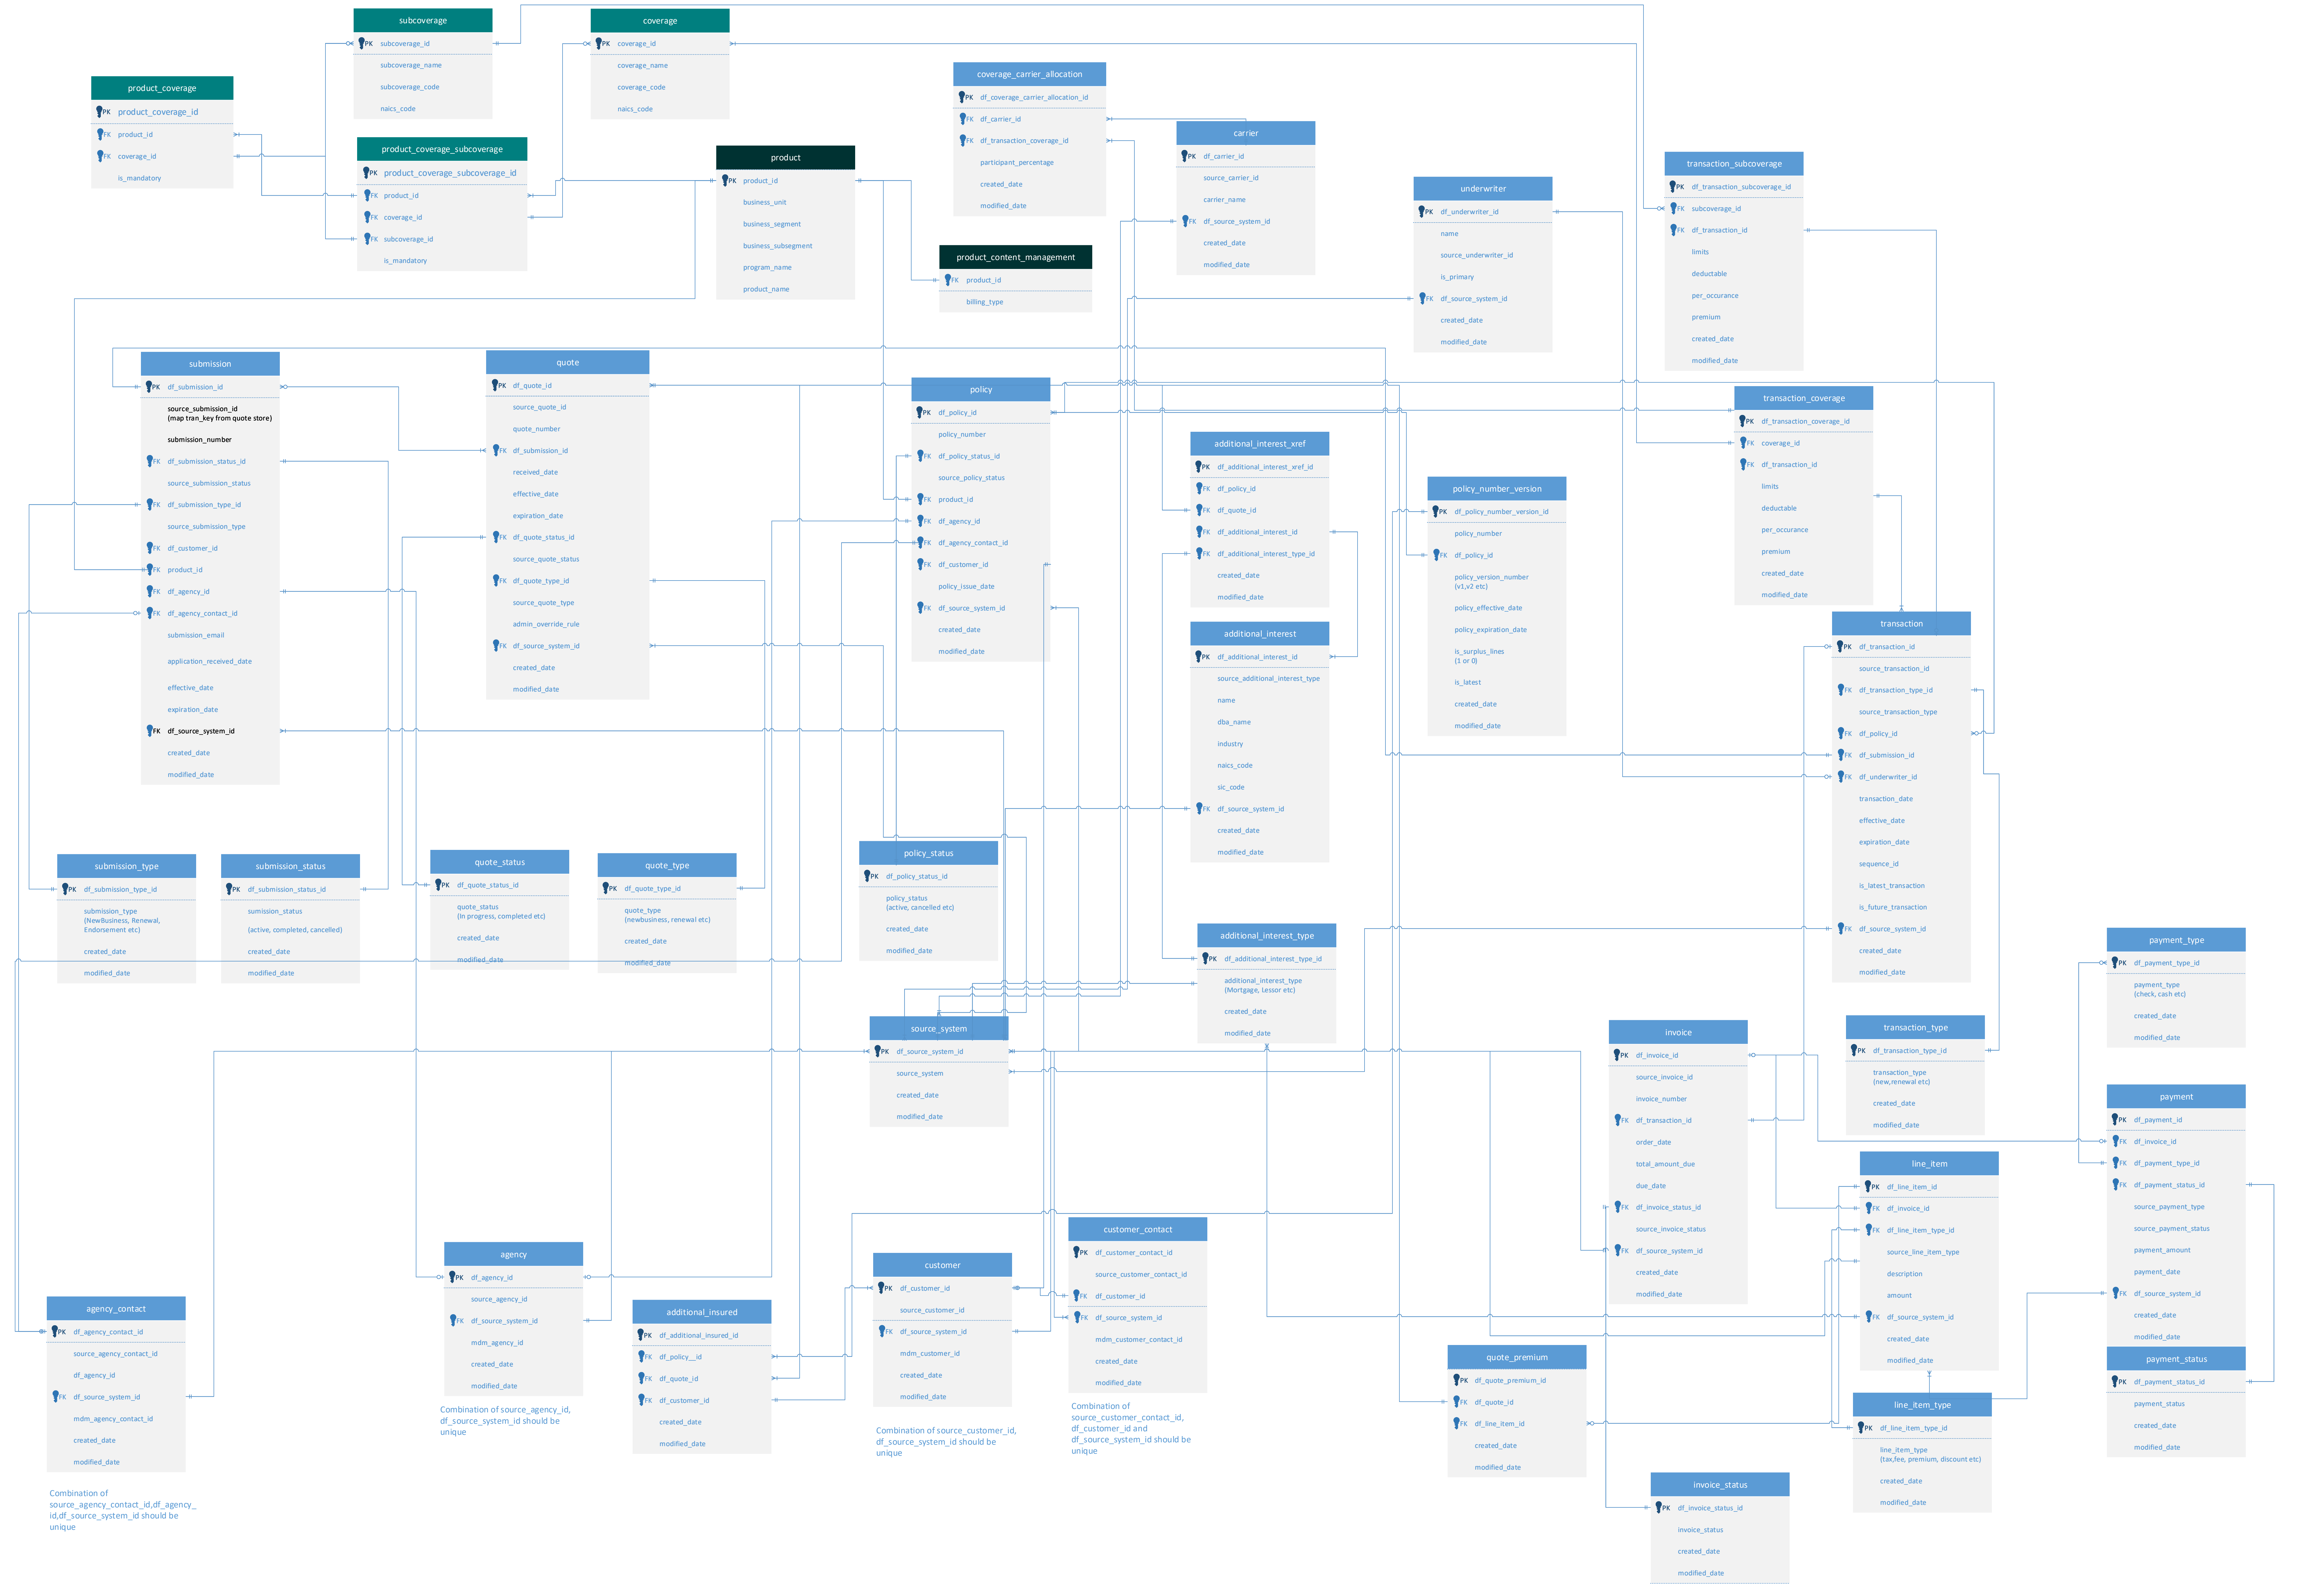 subcoverage
PK subcoverage_id
subcoverage_name
subcoverage_code
naics_code
coverage
PK coverage_id
coverage_name
coverage_code
naics_code
product_coverage
PK product_coverage_id
FK product_id
FK coverage_id
is_mandatory
product_coverage_subcoverage
PK product_coverage_subcoverage_id
FK product_id
FK coverage_id
FK subcoverage_id
is_mandatory
product
PK product_id
business_unit
business_segment
business_subsegment
program_name
product_name
coverage_carrier_allocation
PK df_coverage_carrier_allocation_id
FK df_carrier_id
FK df_transaction_coverage_id
participant_percentage
created_date
modified_date
carrier
PK df_carrier_id
source_carrier_id
carrier_name
FK df_source_system_id
created_date
modified_date
product_content_management
FK product_id
billing_type
underwriter
PK df_underwriter_id
name
source_underwriter_id
is_primary
FK df_source_system_id
created_date
modified_date
transaction_subcoverage
PK df_transaction_subcoverage_id
FK subcoverage_id
FK df_transaction_id
limits
deductable
per_occurance
premium
created_date
modified_date
submission
PK df_submission_id
source_submission_id
(map tran_key from quote store)
submission_number
FK df_submission_status_id
source_submission_status
FK df_submission_type_id
source_submission_type
FK df_customer_id
FK product_id
FK df_agency_id
FK df_agency_contact_id
submission_email
application_received_date
effective_date
expiration_date
FK df_source_system_id
created_date
modified_date
quote
PK df_quote_id
source_quote_id
quote_number
FK df_submission_id
received_date
effective_date
expiration_date
FK df_quote_status_id
source_quote_status
FK df_quote_type_id
source_quote_type
admin_override_rule
FK df_source_system_id
created_date
modified_date
policy
PK df_policy_id
policy_number
FK df_policy_status_id
source_policy_status
FK product_id
FK df_agency_id
FK df_agency_contact_id
FK df_customer_id
policy_issue_date
FK df_source_system_id
created_date
modified_date
additional_interest_xref
PK df_additional_interest_xref_id
FK df_policy_id
FK df_quote_id
FK df_additional_interest_id
FK df_additional_interest_type_id
created_date
modified_date
policy_number_version
PK df_policy_number_version_id
policy_number
FK df_policy_id
policy_version_number
(v1,v2 etc)
policy_effective_date
policy_expiration_date
is_surplus_lines
(1 or 0)
is_latest
created_date
modified_date
transaction_coverage
PK df_transaction_coverage_id
FK coverage_id
FK df_transaction_id
limits
deductable
per_occurance
premium
created_date
modified_date
additional_interest
PK df_additional_interest_id
source_additional_interest_type
name
dba_name
industry
naics_code
sic_code
FK df_source_system_id
created_date
modified_date
transaction
PK df_transaction_id
source_transaction_id
FK df_transaction_type_id
source_transaction_type
FK df_policy_id
FK df_submission_id
FK df_underwriter_id
transaction_date
effective_date
expiration_date
sequence_id
is_latest_transaction
is_future_transaction
FK df_source_system_id
created_date
modified_date
submission_type
PK df_submission_type_id
submission_type
(NewBusiness, Renewal,
Endorsement etc)
created_date
modified_date
submission_status
PK df_submission_status_id
sumission_status
(active, completed, cancelled)
created_date
modified_date
quote_status
PK df_quote_status_id
quote_status
(In progress, completed etc)
created_date
modified_date
quote_type
PK df_quote_type_id
quote_type
(newbusiness, renewal etc)
created_date
modified_date
policy_status
PK df_policy_status_id
policy_status
(active, cancelled etc)
created_date
modified_date
additional_interest_type
PK df_additional_interest_type_id
additional_interest_type
(Mortgage, Lessor etc)
created_date
modified_date
source_system
PK df_source_system_id
source_system
created_date
modified_date
payment_type
PK df_payment_type_id
payment_type
(check, cash etc)
created_date
modified_date
transaction_type
PK df_transaction_type_id
transaction_type
(new,renewal etc)
created_date
modified_date
invoice
PK df_invoice_id
source_invoice_id
invoice_number
FK df_transaction_id
order_date
total_amount_due
due_date
FK df_invoice_status_id
source_invoice_status
FK df_source_system_id
created_date
modified_date
payment
PK df_payment_id
FK df_invoice_id
FK df_payment_type_id
FK df_payment_status_id
source_payment_type
source_payment_status
payment_amount
payment_date
FK df_source_system_id
created_date
modified_date
line_item
PK df_line_item_id
FK df_invoice_id
FK df_line_item_type_id
source_line_item_type
description
amount
FK df_source_system_id
created_date
modified_date
agency_contact
PK df_agency_contact_id
source_agency_contact_id
df_agency_id
FK df_source_system_id
mdm_agency_contact_id
created_date
modified_date
Combination of
source_agency_contact_id,df_agency_
id,df_source_system_id should be
unique
agency
PK df_agency_id
source_agency_id
FK df_source_system_id
mdm_agency_id
created_date
modified_date
Combination of source_agency_id,
df_source_system_id should be
unique
additional_insured
PK df_additional_insured_id
FK df_policy__id
FK df_quote_id
FK df_customer_id
created_date
modified_date
customer
PK df_customer_id
source_customer_id
FK df_source_system_id
mdm_customer_id
created_date
modified_date
Combination of source_customer_id,
df_source_system_id should be
unique
customer_contact
PK df_customer_contact_id
source_customer_contact_id
FK df_customer_id
FK df_source_system_id
mdm_customer_contact_id
created_date
modified_date
Combination of
source_customer_contact_id,
df_customer_id and
df_source_system_id should be
unique
quote_premium
PK df_quote_premium_id
FK df_quote_id
FK df_line_item_id
created_date
modified_date
payment_status
PK df_payment_status_id
payment_status
created_date
modified_date
line_item_type
PK df_line_item_type_id
line_item_type
(tax,fee, premium, discount etc)
created_date
modified_date
invoice_status
PK df_invoice_status_id
invoice_status
created_date
modified_date